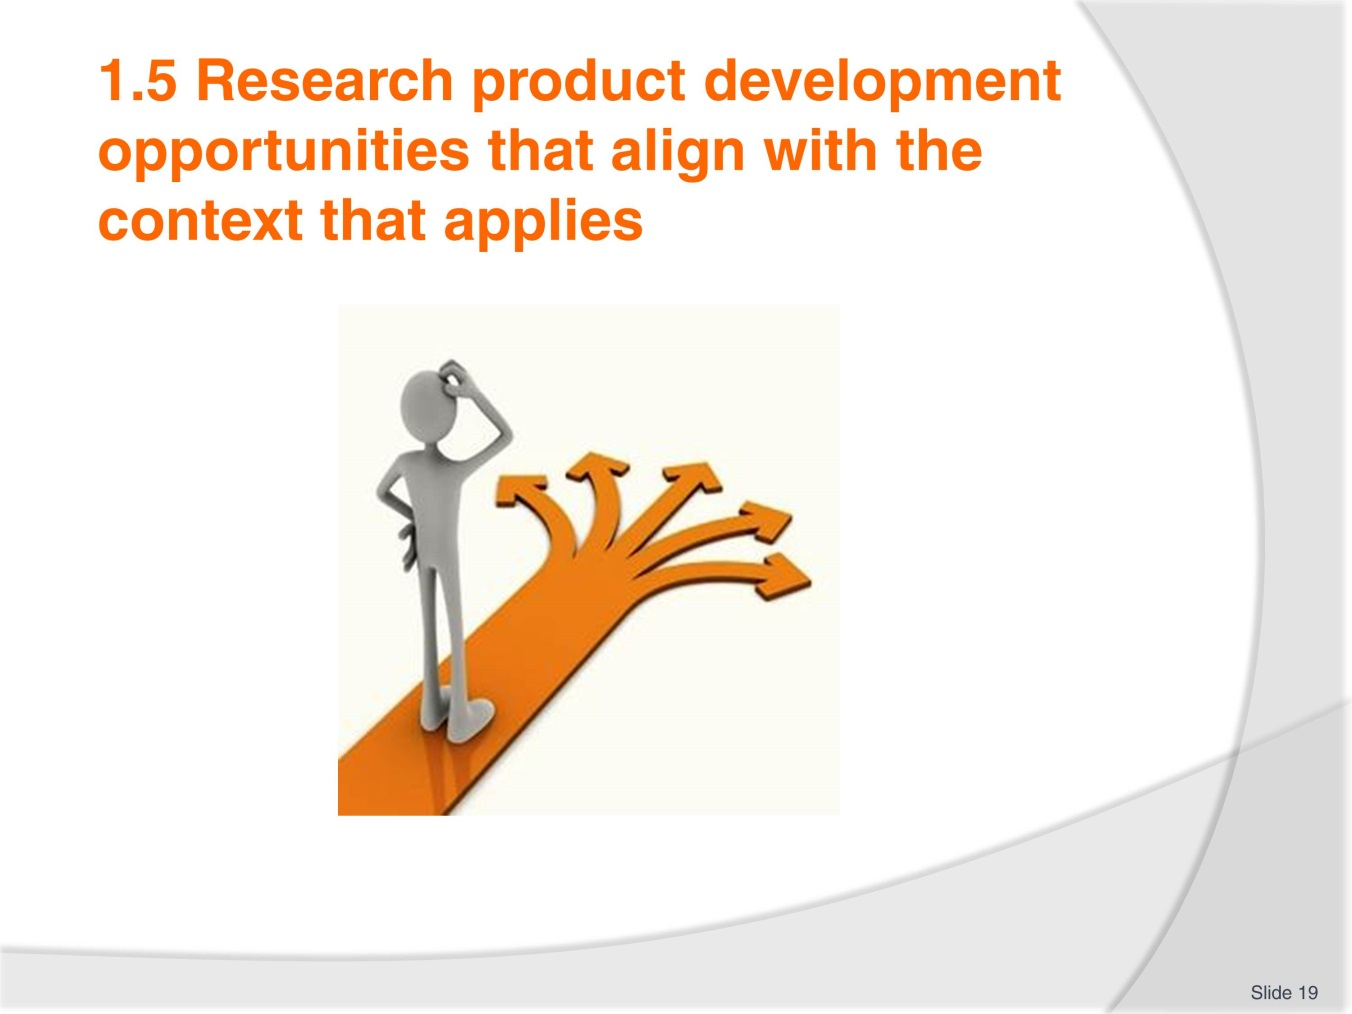 1.5 Research product development
opportunities that align with the
context that applies
Slide 19